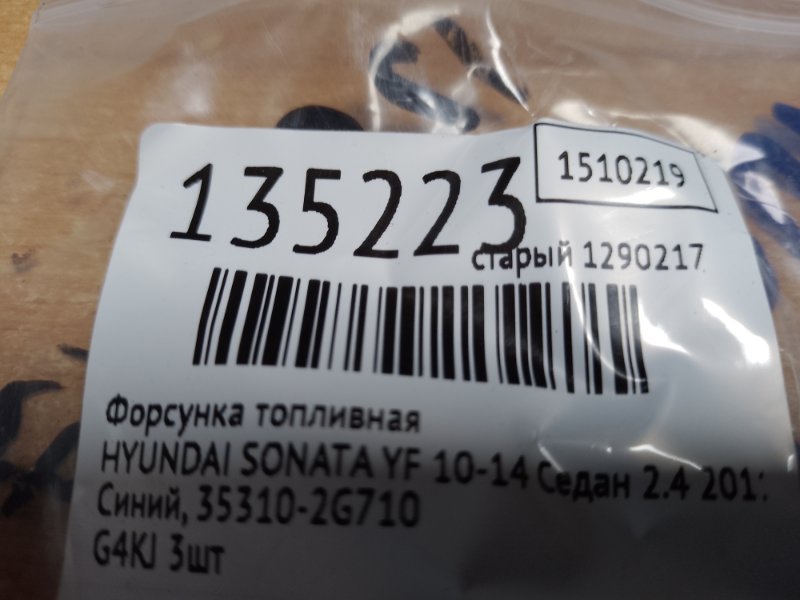 135223
1510219
старый 1290217
Форсунка топливная
HYUNDAI SONATA YF 10-14 Седан 2.4
Синий, 35310-2G710
G4KJ 3шт